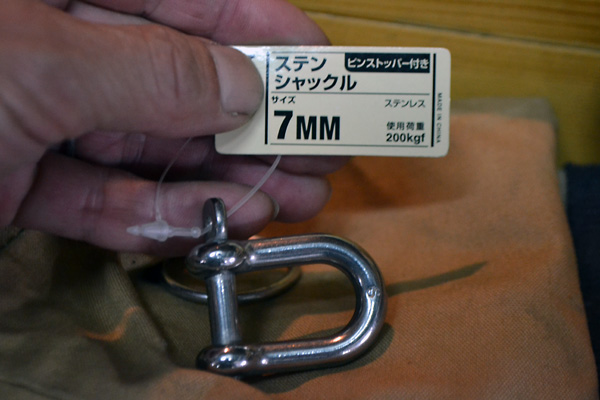 ステン
シャックル
ピンストッパー付き
サイズ
7MM
ステンレス
使用荷重
200kgf
MADE IN CHINA